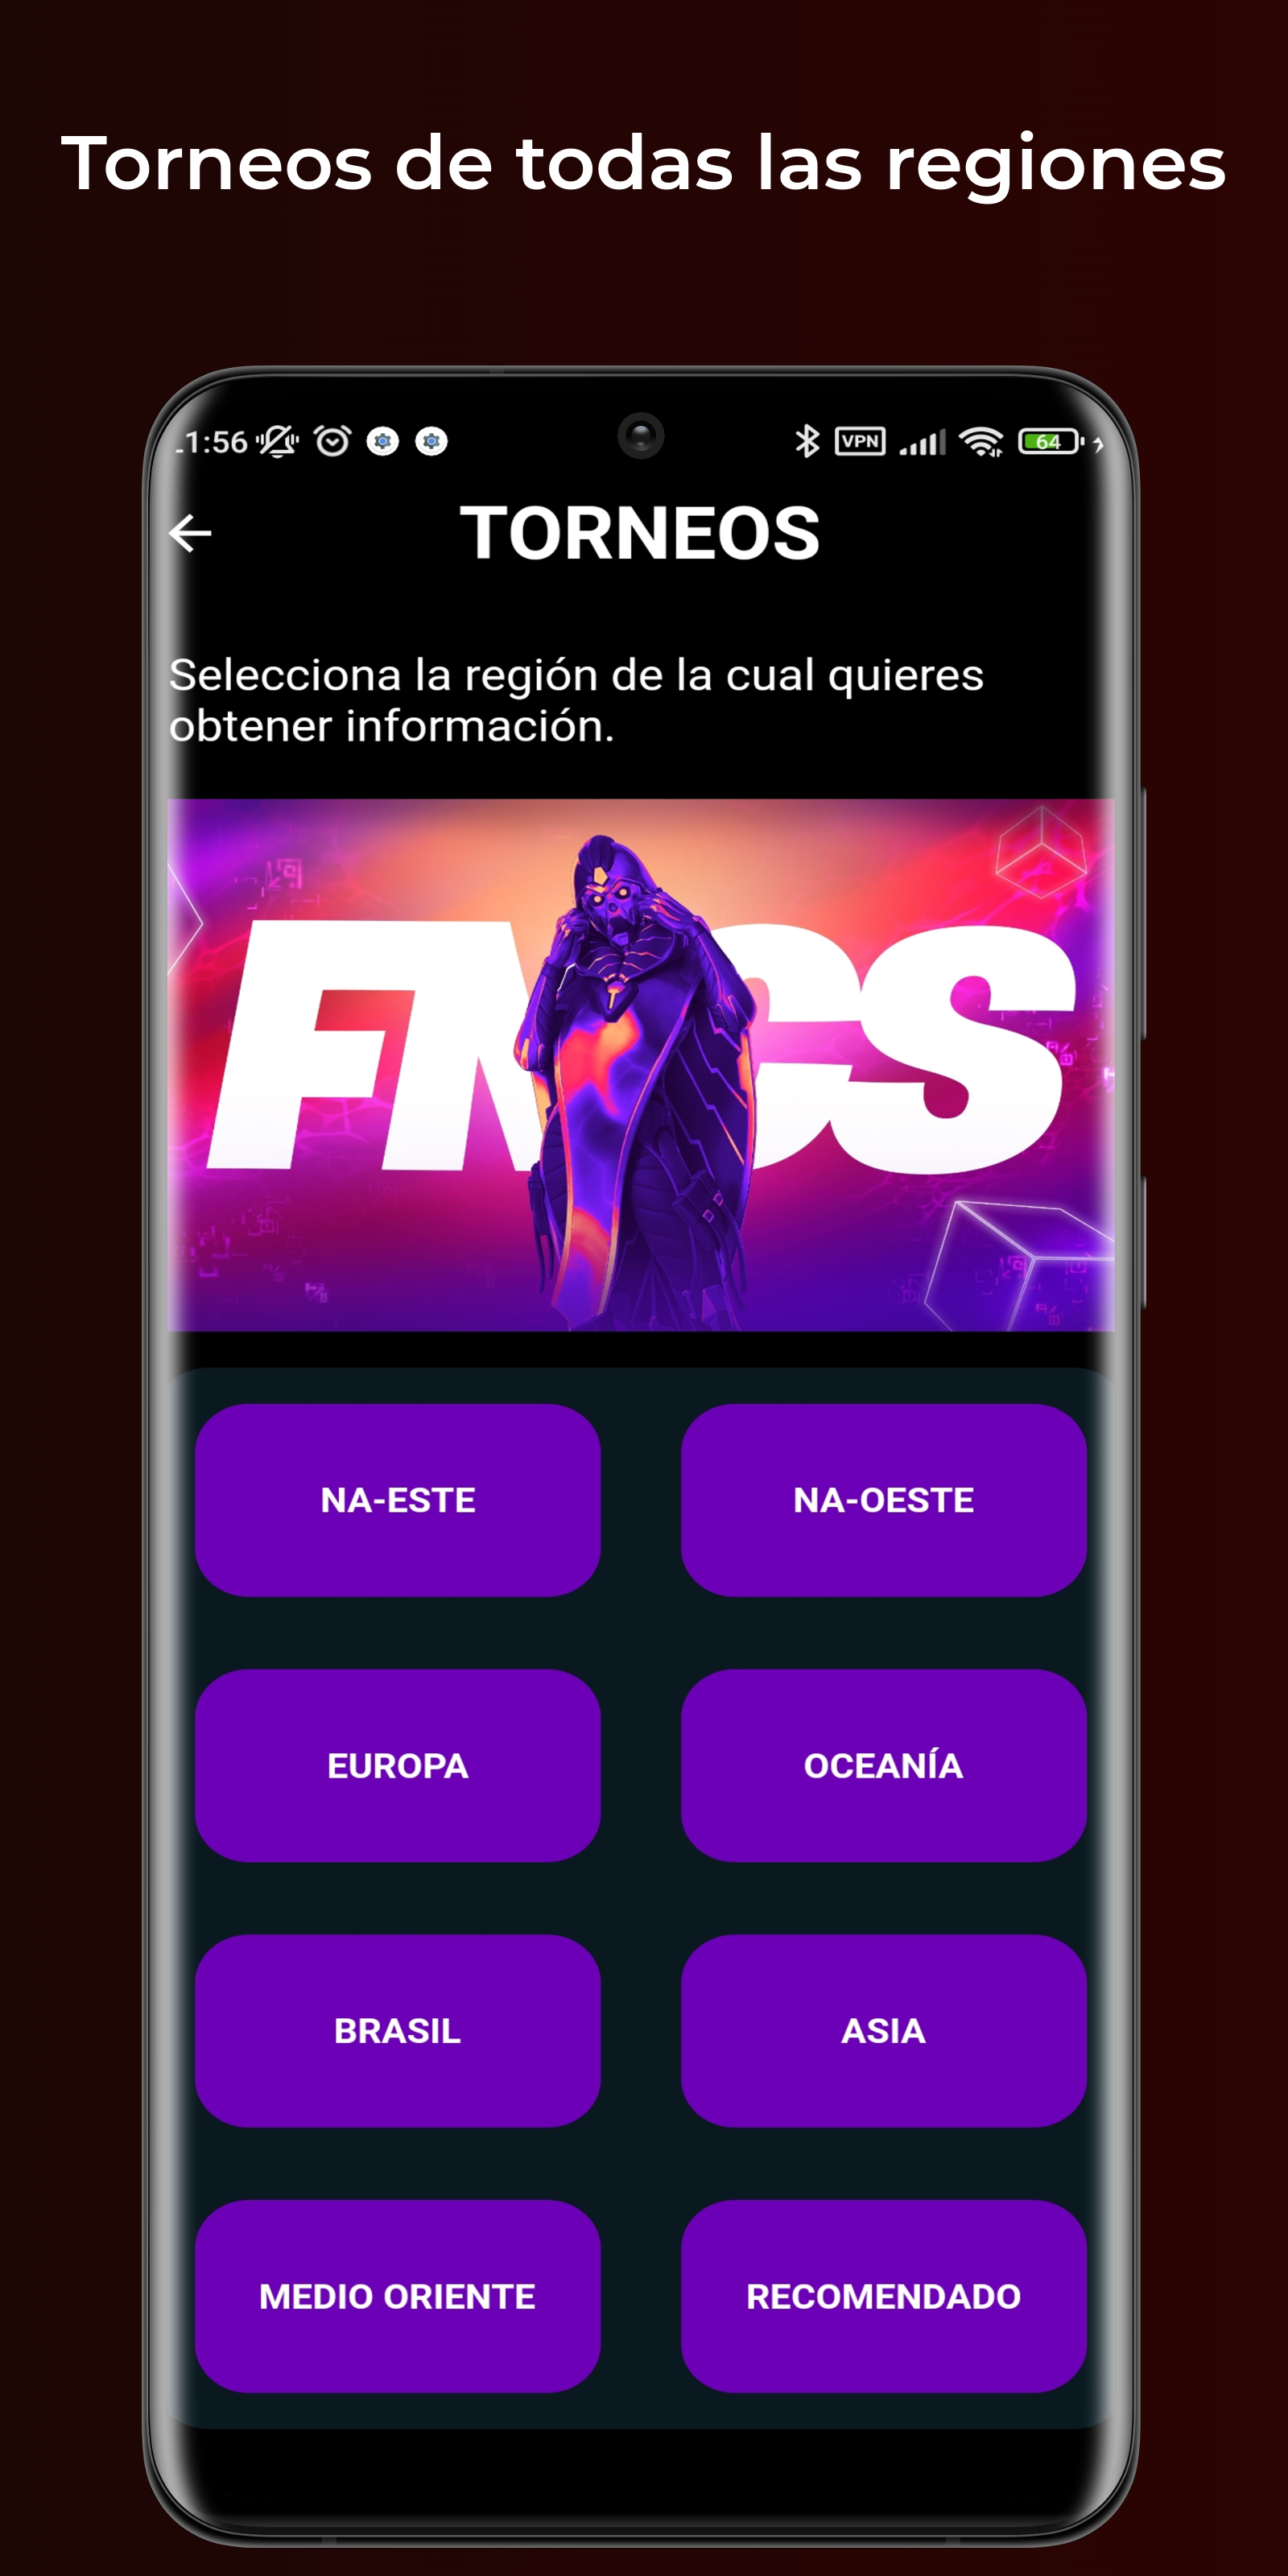 Torneos de todas las regiones
1:56
VPN
64
TORNEOS
Selecciona la región de la cual quieres
obtener información.
FNCS
NA-ESTE
NA-OESTE
EUROPA
OCEANÍA
BRASIL
ASIA
MEDIO ORIENTE
RECOMENDADO